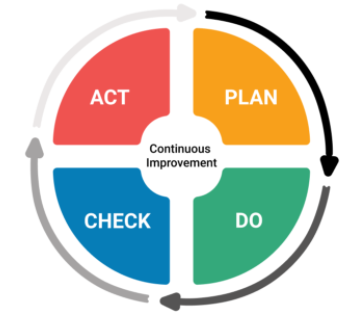 ACT
PLAN
Continuous
Improvement
CHECK
DO